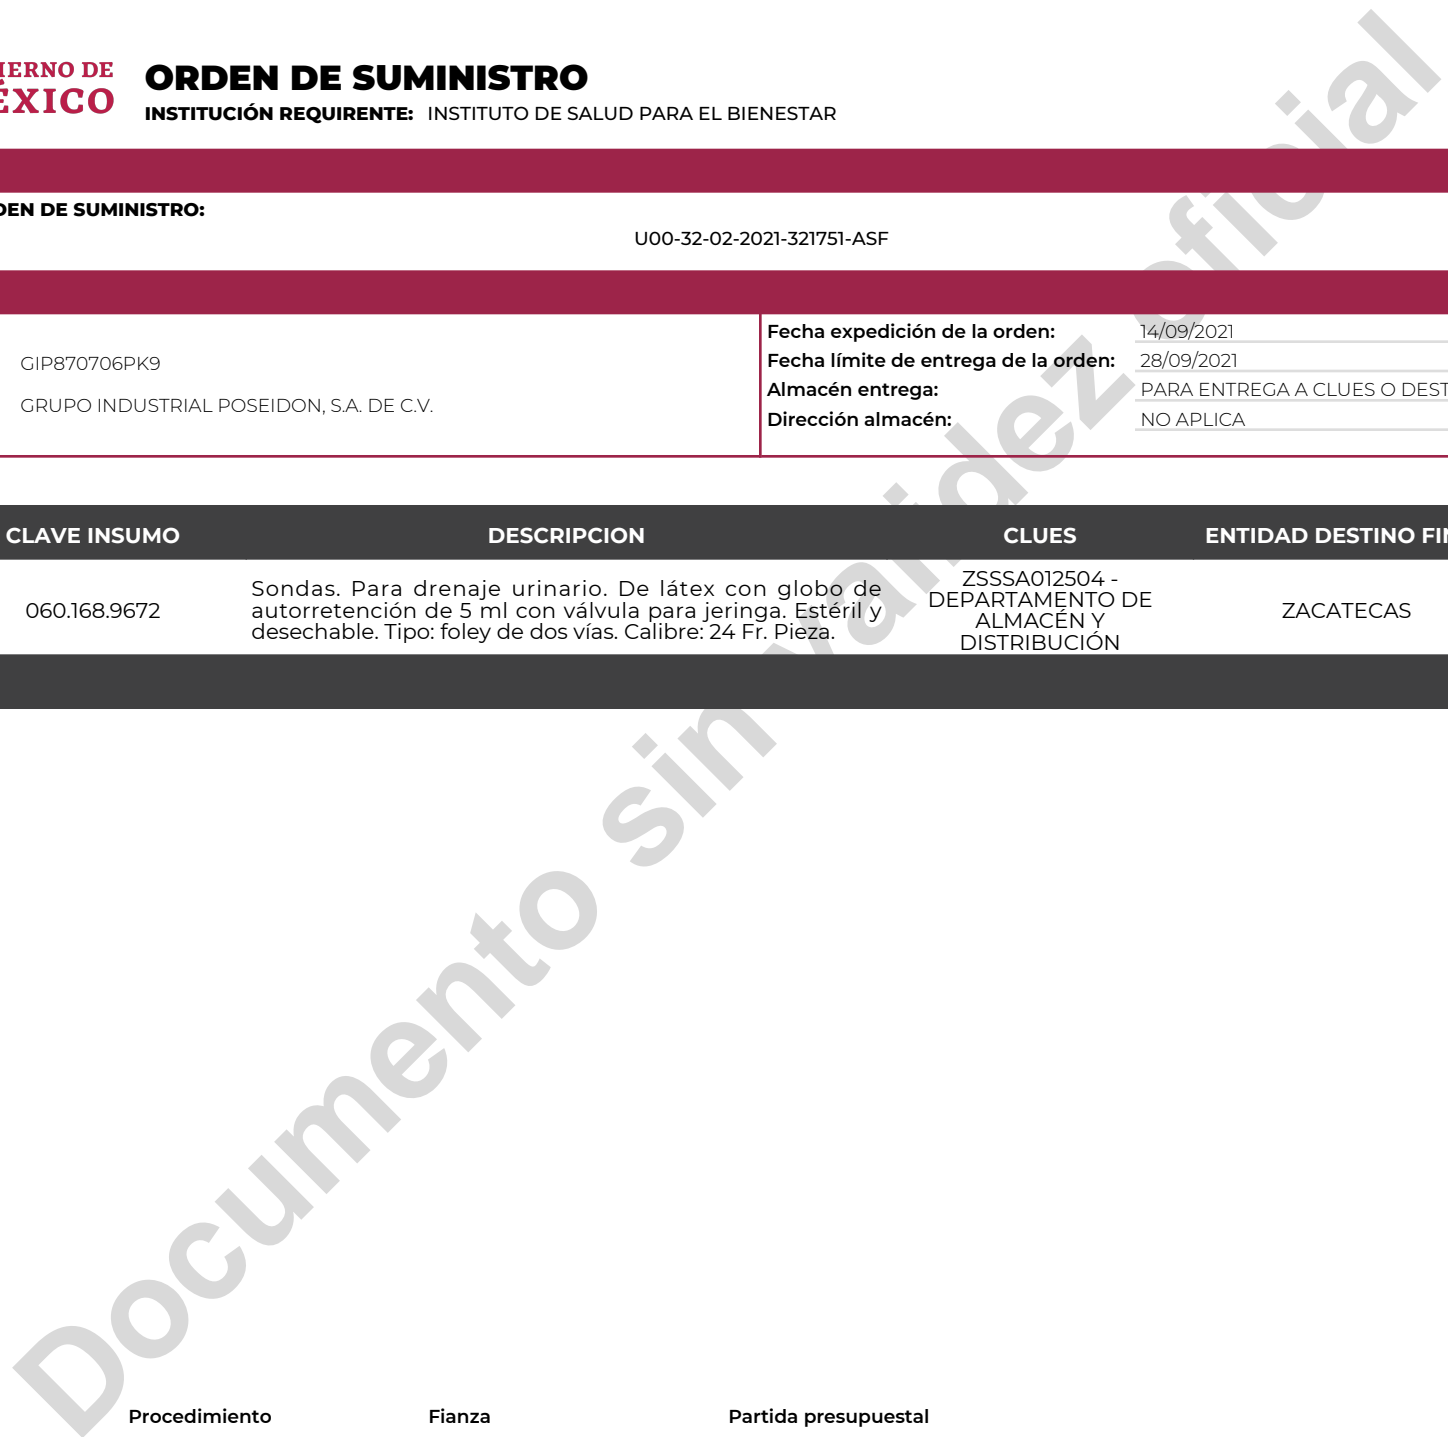 IERNO DE
ÉXICO
ORDEN DE SUMINISTRO
INSTITUCIÓN REQUIRENTE: INSTITUTO DE SALUD PARA EL BIENESTAR
DEN DE SUMINISTRO:
U00-32-02-2021-321751-ASF
GIP870706PK9
GRUPO INDUSTRIAL POSEIDON, S.A. DE C.V.
Fecha expedición de la orden: 14/09/2021
Fecha límite de entrega de la orden: 28/09/2021
Almacén entrega: PARA ENTREGA A CLUES O DEST
Dirección almacén: NO APLICA
CLAVE INSUMO DESCRIPCION CLUES ENTIDAD DESTINO FIN
060.168.9672
Sondas. Para drenaje urinario. De látex con globo de
autorretención de 5 ml con válvula para jeringa. Estéril y
desechable. Tipo: foley de dos vías. Calibre: 24 Fr. Pieza.
ZSSSA012504 -
DEPARTAMENTO DE
ALMACÉN Y
DISTRIBUCIÓN
ZACATECAS
Documento sin validez oficial
Procedimiento Fianza Partida presupuestal